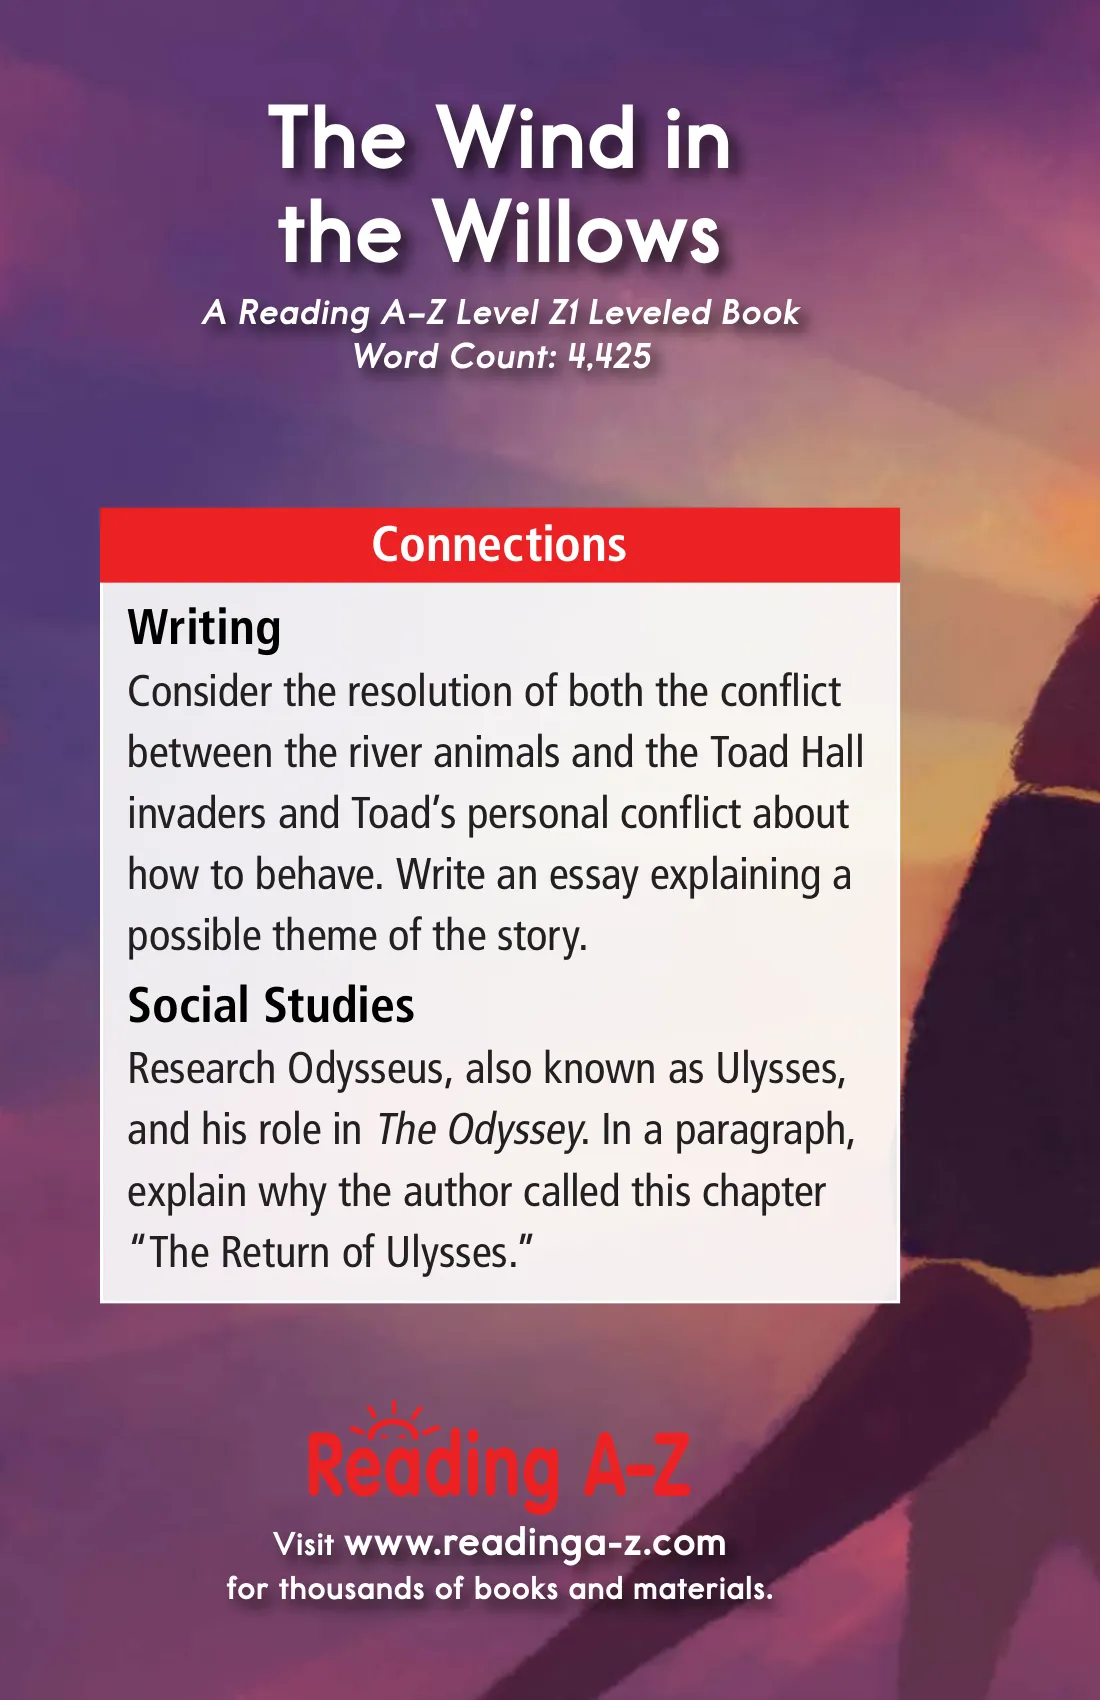 The Wind in
the Willows
A Reading A–Z Level Z1 Leveled Book
Word Count: 4,425
Connections
Writing
Consider the resolution of both the conflict
between the river animals and the Toad Hall
invaders and Toad’s personal conflict about
how to behave. Write an essay explaining a
possible theme of the story.
Social Studies
Research Odysseus, also known as Ulysses,
and his role in The Odyssey. In a paragraph,
explain why the author called this chapter
“The Return of Ulysses.”
Reading A–Z
Visit www.readinga-z.com
for thousands of books and materials.